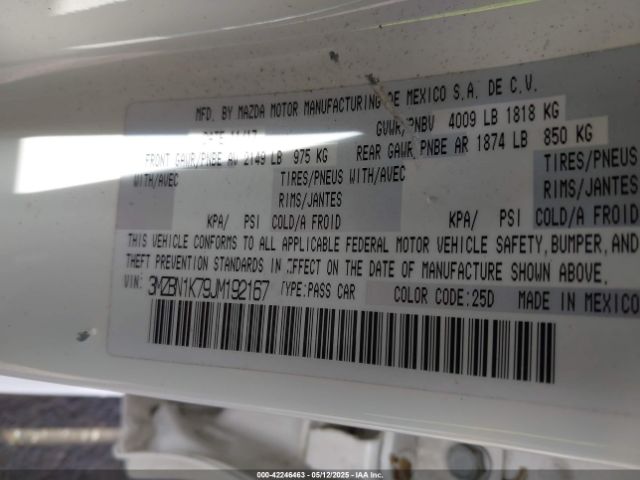 MFD. BY MAZDA MOTOR MANUFACTURING DE MEXICO S.A. DE C.V.
DATE 11/17 GVWR/PNBV 4009 LB 1818 KG
FRONT GAWR/PNBE AV 2149 LB 975 KG REAR GAWR PNBE AR 1874 LB 850 KG
WITH/AVEC TIRES/PNEUS WITH/AVEC TIRES/PNEUS
RIMS/JANTES RIMS/JANTES
KPA/ PSI COLD/A FROID KPA/ PSI COLD/A FROID
THIS VEHICLE CONFORMS TO ALL APPLICABLE FEDERAL MOTOR VEHICLE SAFETY, BUMPER, AND
THEFT PREVENTION STANDARDS IN EFFECT ON THE DATE OF MANUFACTURE SHOWN ABOVE.
VIN: 3MZBN1K79JM192167 TYPE:PASS CAR COLOR CODE:25D MADE IN MEXICO
000-42246463 - 05/12/2025 - IAA Inc.